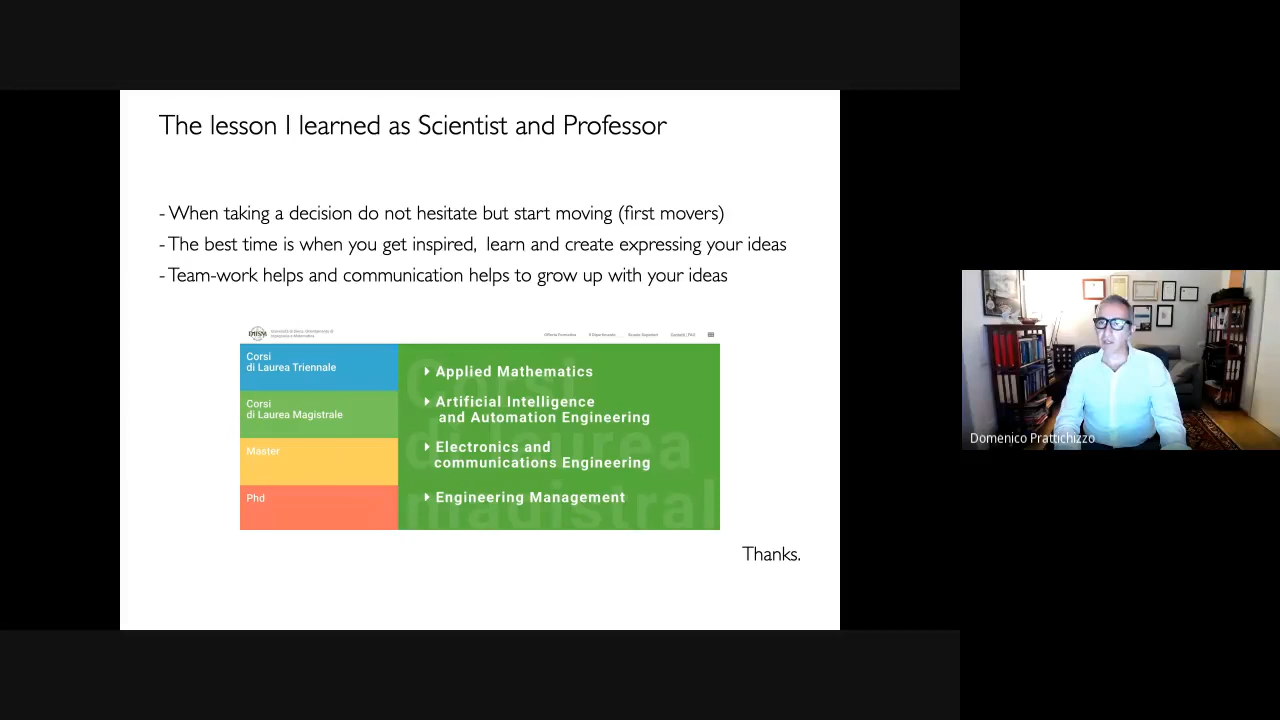 The lesson I learned as Scientist and Professor
- When taking a decision do not hesitate but start moving (first movers)
- The best time is when you get inspired,  learn and create expressing your ideas
- Team-work helps and communication helps to grow up with your ideas
Corsi
di Laurea Triennale
Corsi
di Laurea Magistrale
Master
Phd
Applied Mathematics
Artificial Intelligence
and Automation Engineering
Electronics and
communications Engineering
Engineering Management
Thanks.
Domenico Prattichizzo